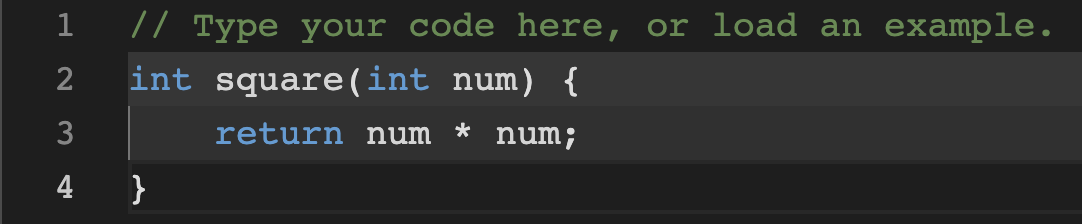 1 // Type your code here, or load an example.
2 int square(int num) {
3     return num * num;
4 }